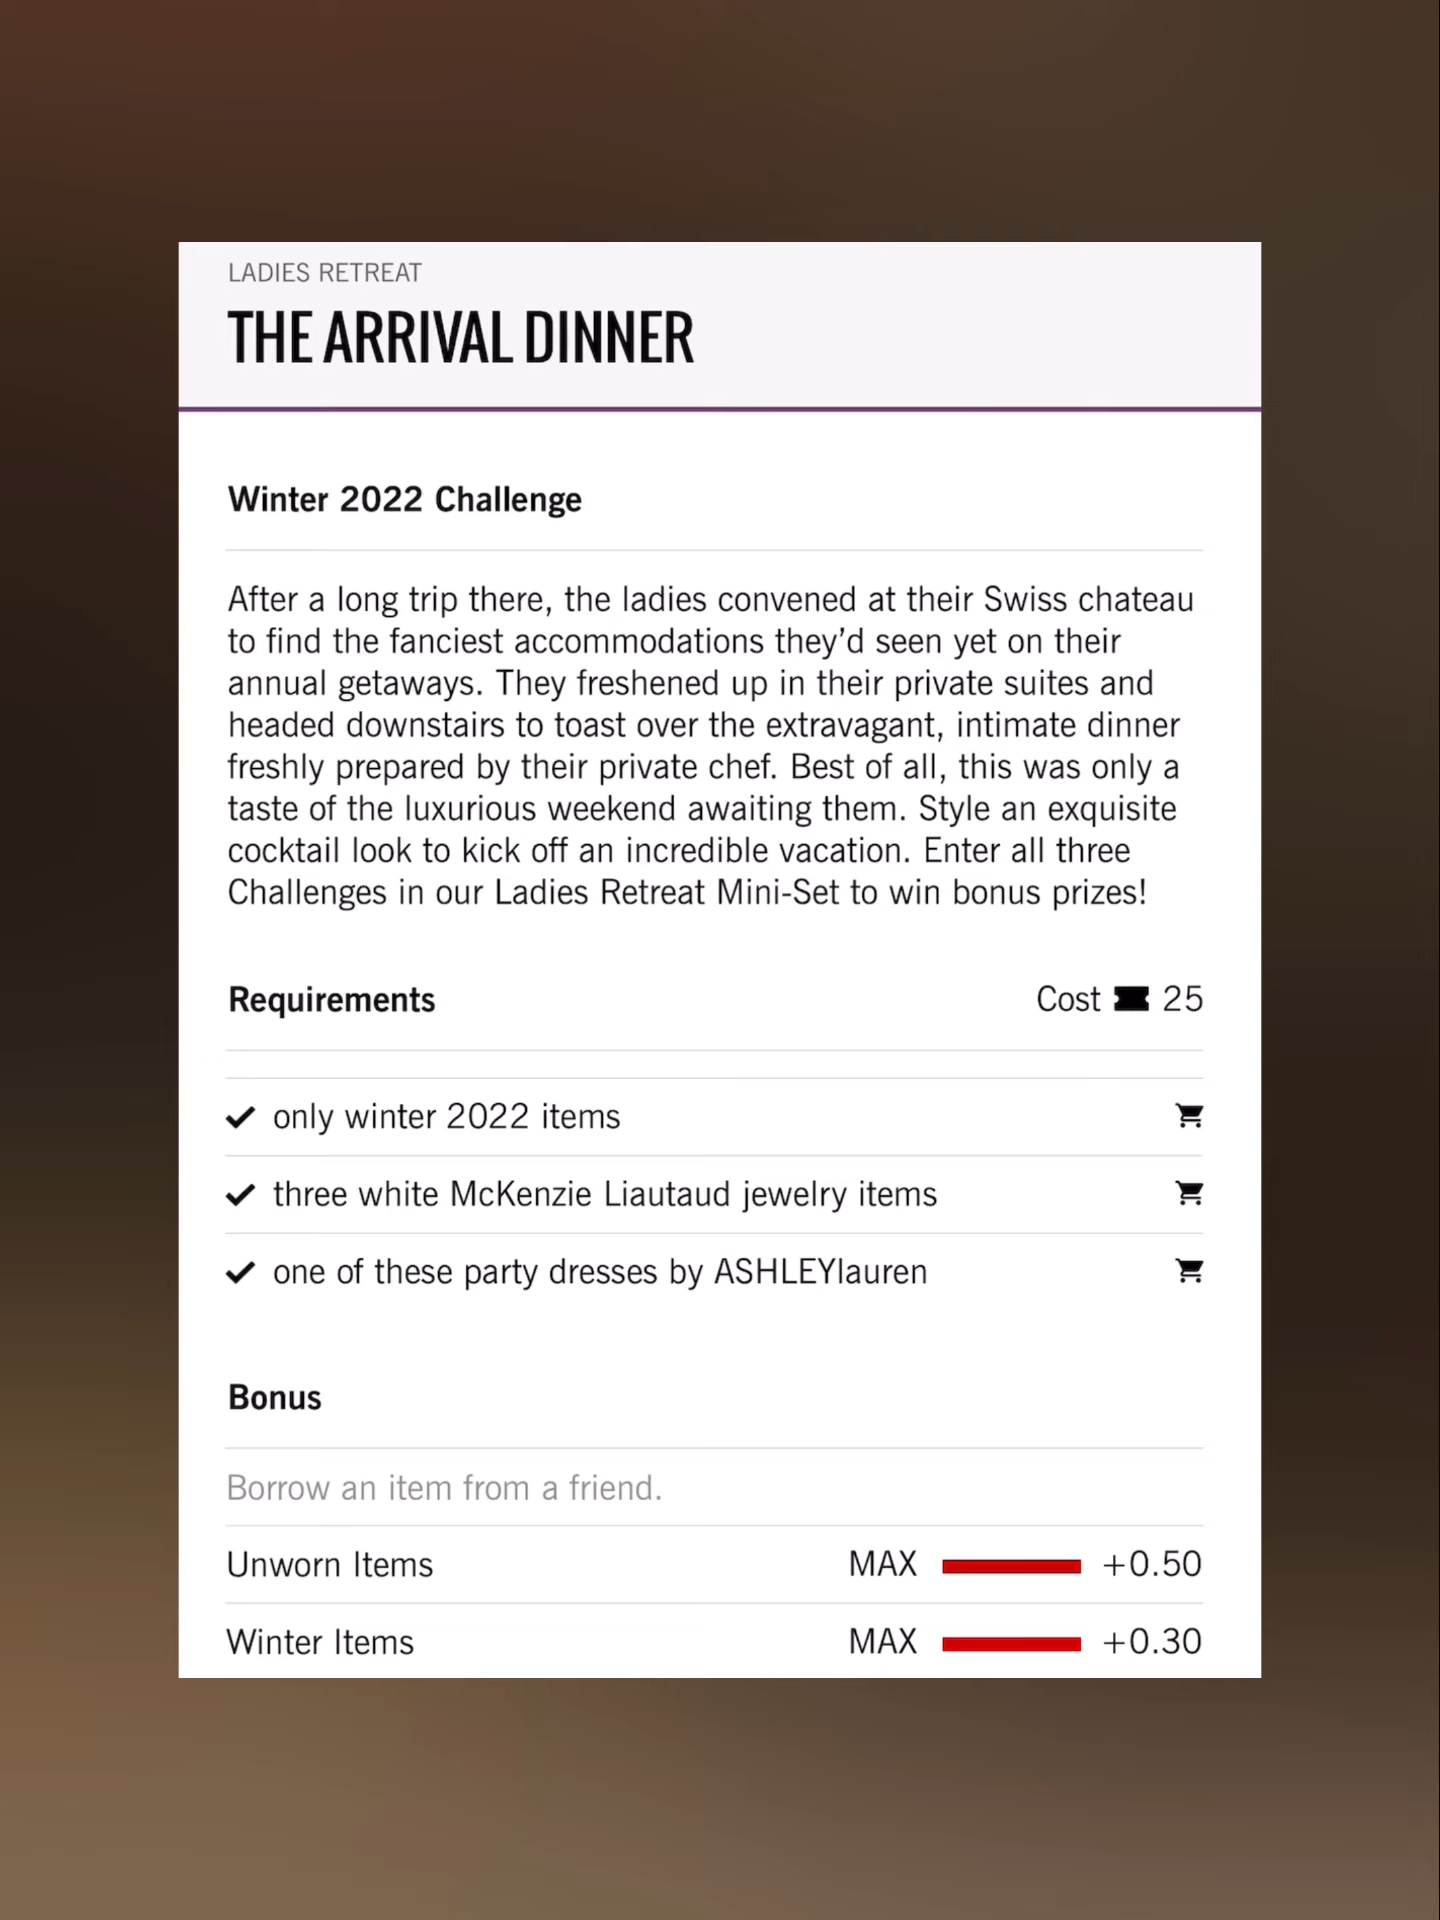 LADIES RETREAT
THE ARRIVAL DINNER
Winter 2022 Challenge
After a long trip there, the ladies convened at their Swiss chateau
to find the fanciest accommodations they’d seen yet on their
annual getaways. They freshened up in their private suites and
headed downstairs to toast over the extravagant, intimate dinner
freshly prepared by their private chef. Best of all, this was only a
taste of the luxurious weekend awaiting them. Style an exquisite
cocktail look to kick off an incredible vacation. Enter all three
Challenges in our Ladies Retreat Mini-Set to win bonus prizes!
Requirements Cost 25
only winter 2022 items
three white McKenzie Liautaud jewelry items
one of these party dresses by ASHLEYlauren
Bonus
Borrow an item from a friend.
Unworn Items MAX +0.50
Winter Items MAX +0.30